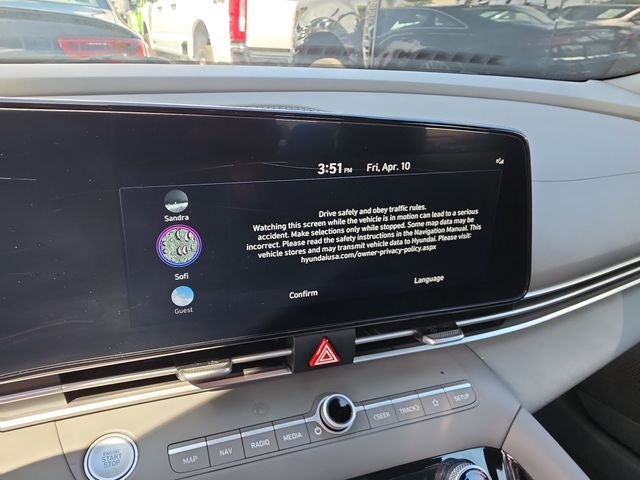 3:51 PM Fri, Apr. 10
Sandra
Sofi
Guest
Drive safely and obey traffic rules.
Watching this screen while the vehicle is in motion can lead to a serious
accident. Make selections only while stopped. Some map data may be
incorrect. Please read the safety instructions in the Navigation Manual. This
vehicle stores and may transmit vehicle data to Hyundai. Please visit:
hyundaiusa.com/owner-privacy-policy.aspx
Confirm
Language
MAP NAV RADIO MEDIA <SEEK TRACK> SETUP
ENGINE
START
STOP